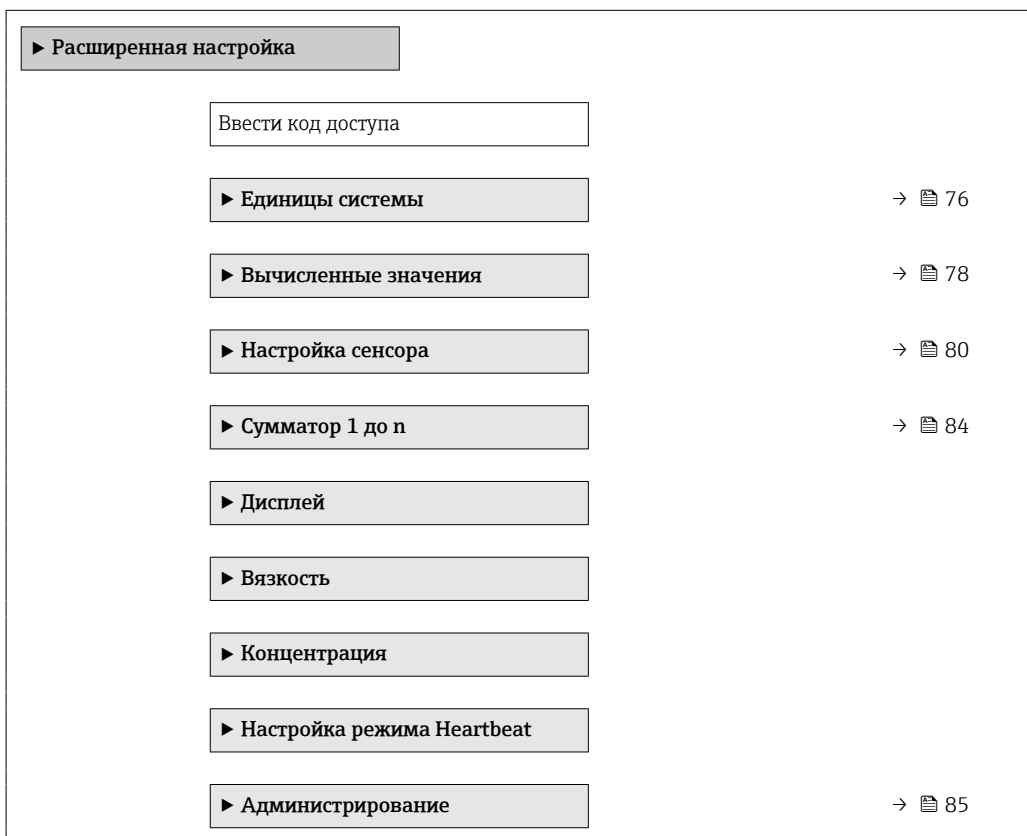 ▶ Расширенная настройка
Ввести код доступа
▶ Единицы системы → 🖺 76
▶ Вычисленные значения → 🖺 78
▶ Настройка сенсора → 🖺 80
▶ Сумматор 1 до n → 🖺 84
▶ Дисплей
▶ Вязкость
▶ Концентрация
▶ Настройка режима Heartbeat
▶ Администрирование → 🖺 85